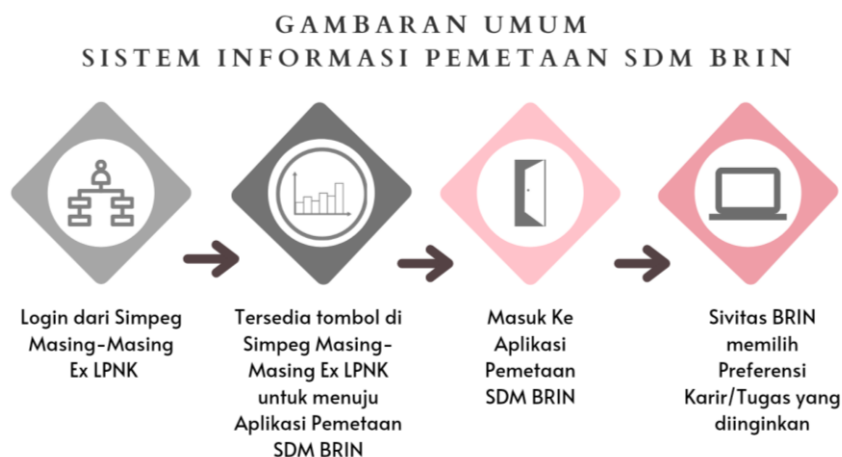 GAMBARAN UMUM
SISTEM INFORMASI PEMETAAN SDM BRIN
Login dari Simpeg
Masing-Masing
Ex LPNK
Tersedia tombol di
Simpeg Masing-
Masing Ex LPNK
untuk menuju
Aplikasi Pemetaan
SDM BRIN
Masuk Ke
Aplikasi
Pemetaan
SDM BRIN
Sivitas BRIN
memilih
Preferensi
Karir/Tugas yang
diinginkan